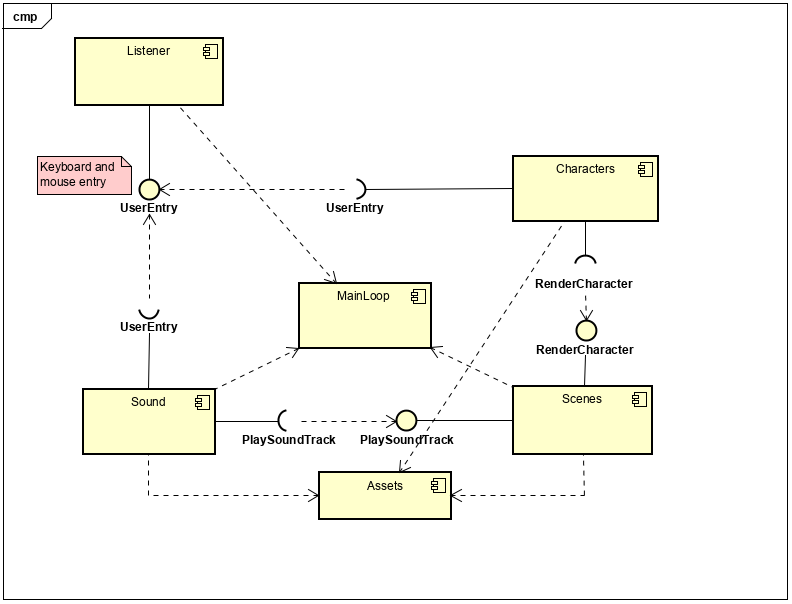 cmp
Listener
Keyboard and
mouse entry
UserEntry
UserEntry
Characters
RenderCharacter
MainLoop
UserEntry
RenderCharacter
Sound
Scenes
PlaySoundTrack
PlaySoundTrack
Assets